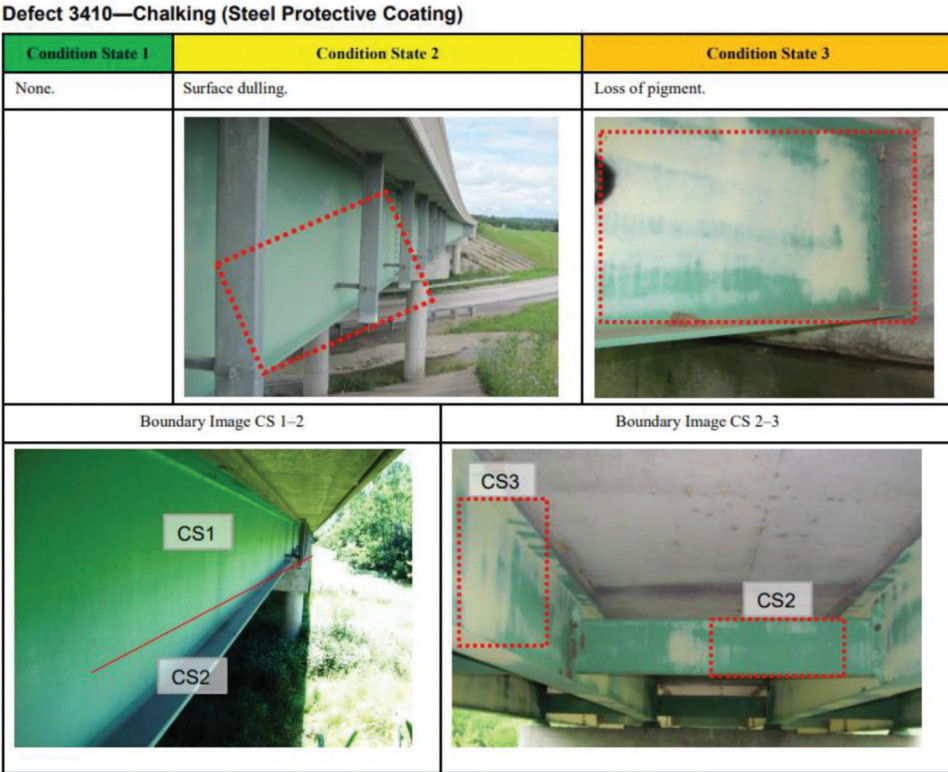 Defect 3410—Chalking (Steel Protective Coating)
Condition State 1
Condition State 2
Condition State 3
None.
Surface dulling.
Loss of pigment.
Boundary Image CS 1–2
Boundary Image CS 2–3
CS1
CS2
CS3
CS2